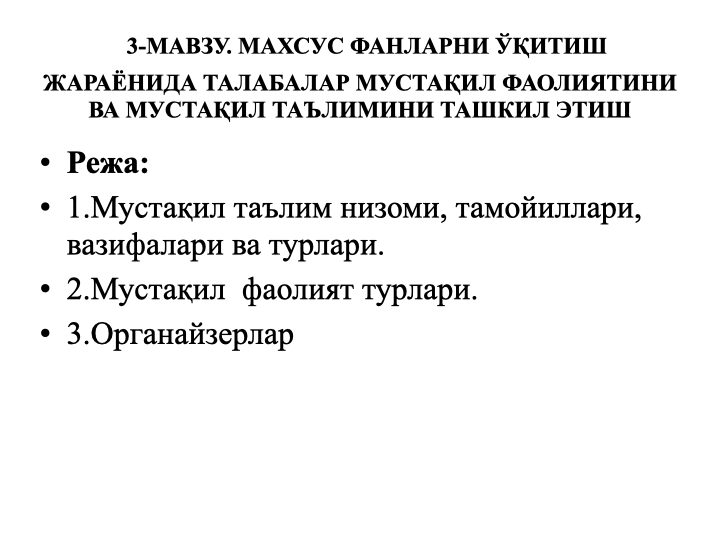 3-МАВЗУ. МАХСУС ФАНЛАРНИ ЎҚИТИШ
ЖАРАЁНИДА ТАЛАБАЛАР МУСТАҚИЛ ФАОЛИЯТИНИ
ВА МУСТАҚИЛ ТАЪЛИМИНИ ТАШКИЛ ЭТИШ
• Режа:
• 1.Мустақил таълим низоми, тамойиллари,
вазифалари ва турлари.
• 2.Мустақил  фаолият турлари.
• 3.Органайзерлар